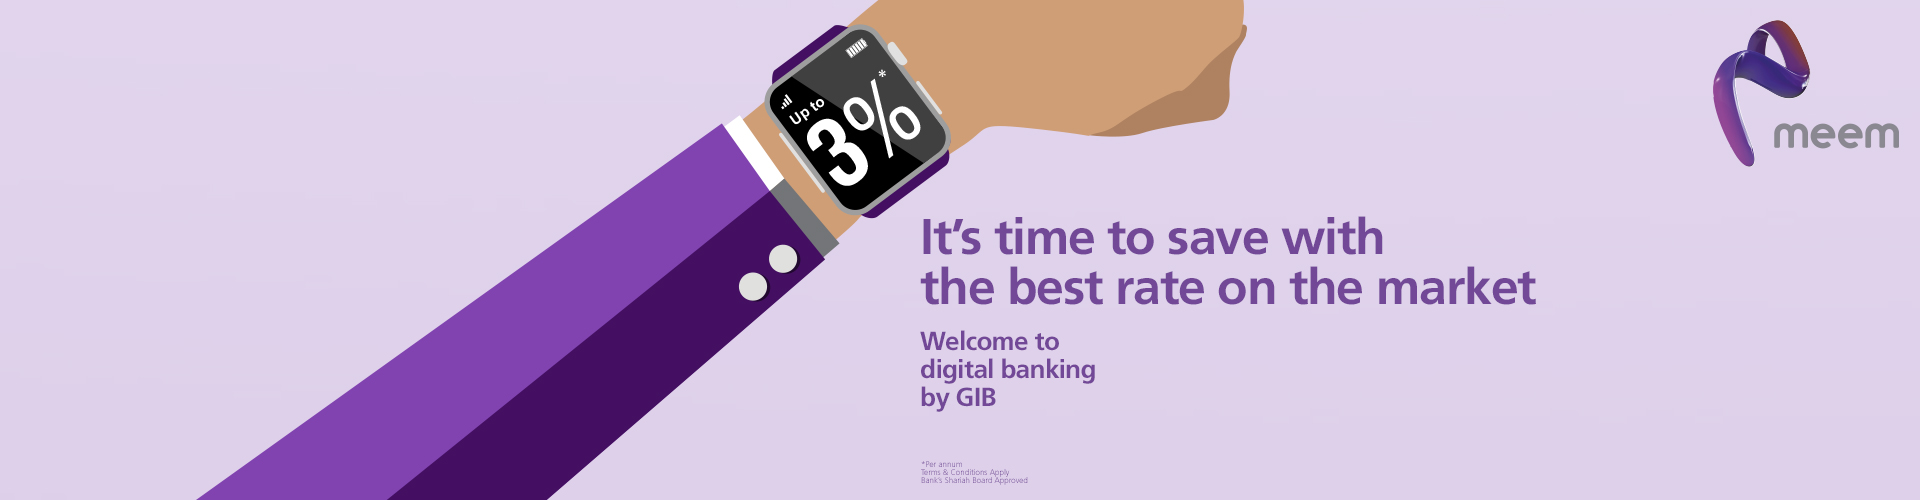 Up to
3%*
meem
It's time to save with
the best rate on the market
Welcome to
digital banking
by GIB
*Per annum
Terms & Conditions Apply
Bank's Shariah Board Approved